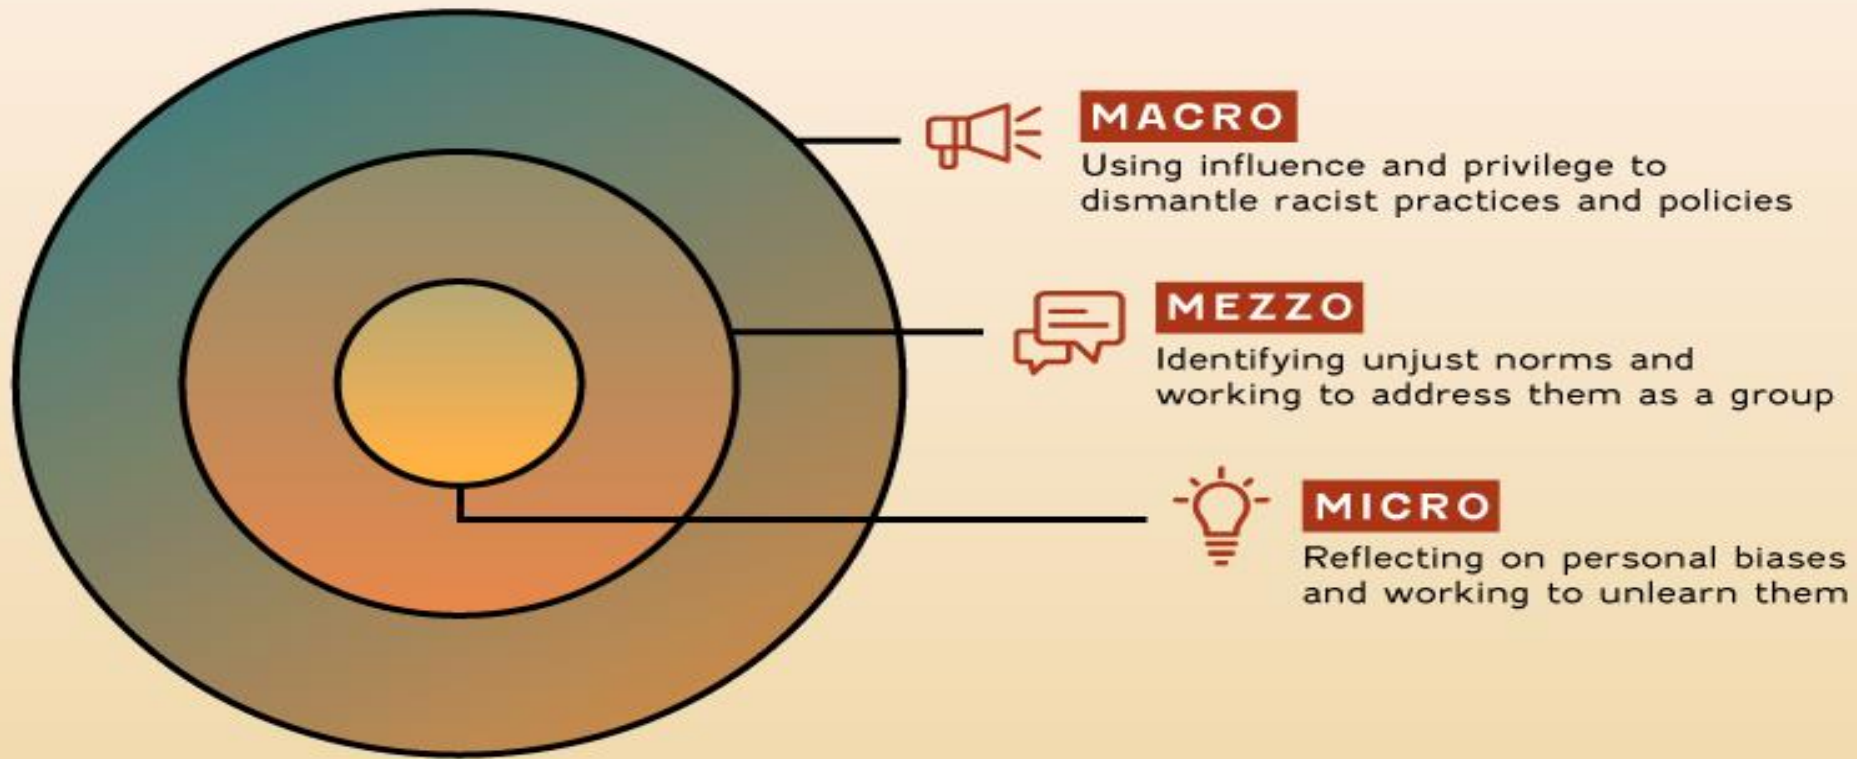 MACRO
Using influence and privilege to
dismantle racist practices and policies
MEZZO
Identifying unjust norms and
working to address them as a group
MICRO
Reflecting on personal biases
and working to unlearn them